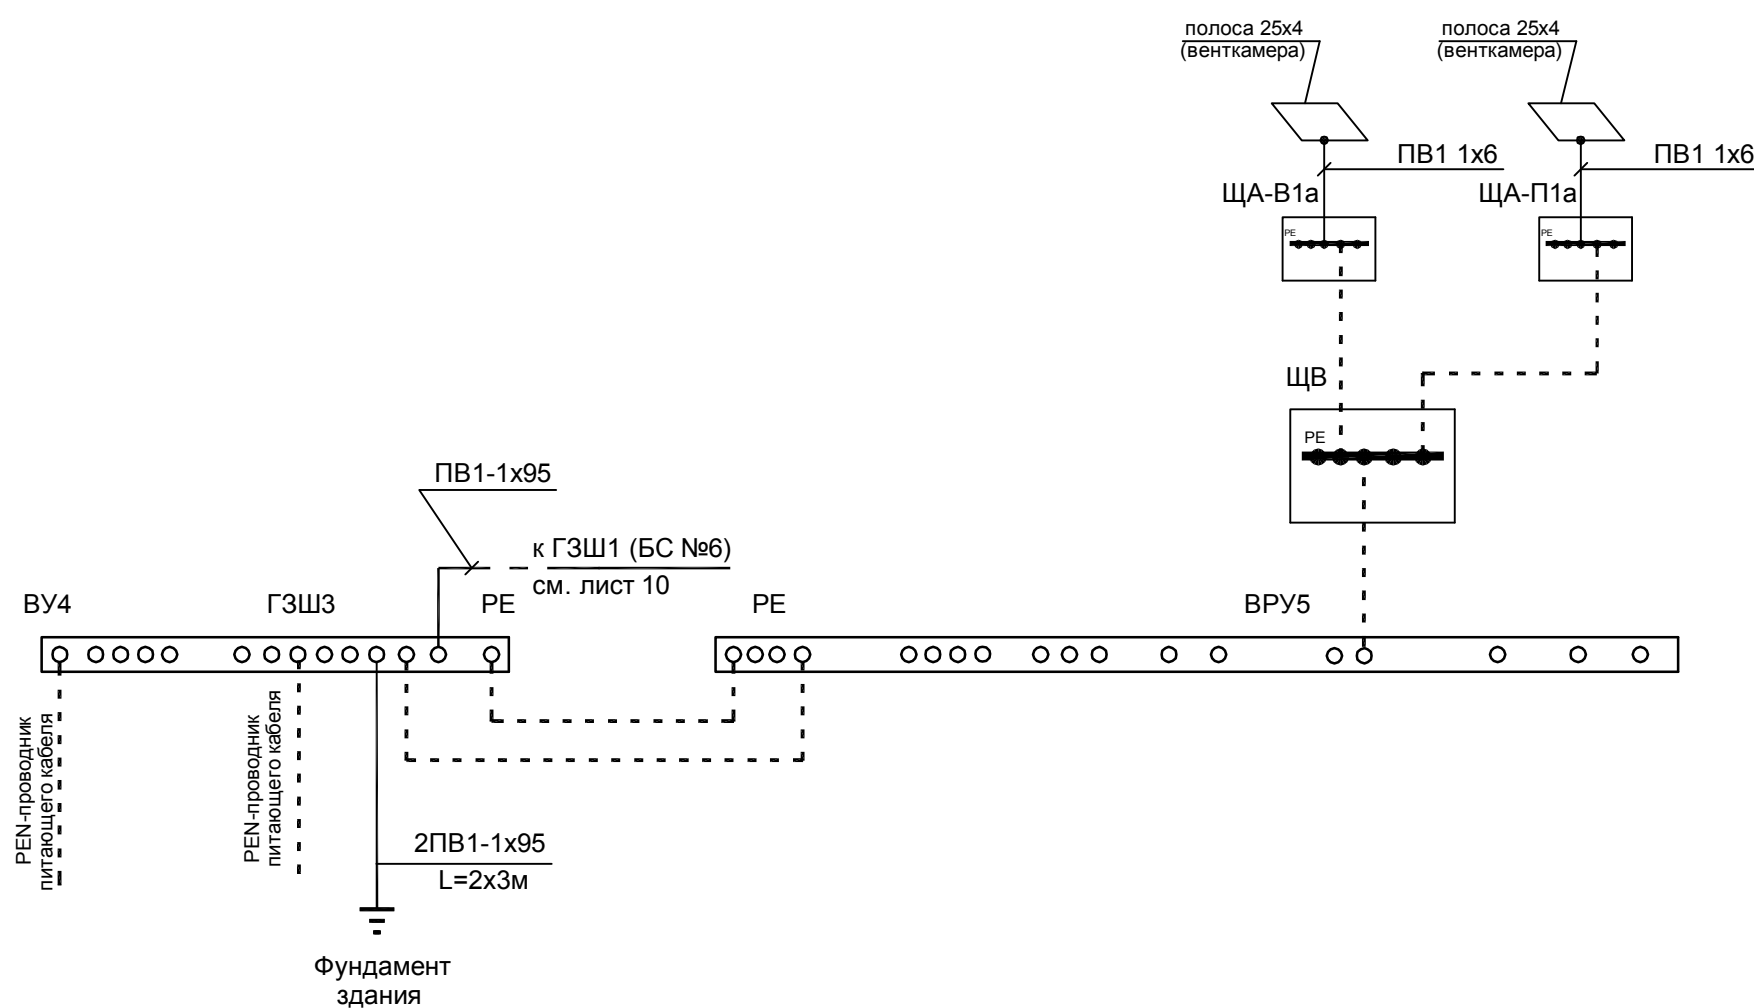 полоса 25х4
(венткамера)
полоса 25х4
(венткамера)
ПВ1 1х6
ПВ1 1х6
ЩА-В1а
ЩА-П1а
PE
PE
ЩВ
PE
ПВ1-1х95
к ГЗШ1 (БС №6)
см. лист 10
ВУ4
ГЗШ3
PE
PE
ВРУ5
PEN-проводник
питающего кабеля
PEN-проводник
питающего кабеля
2ПВ1-1х95
L=2х3м
Фундамент
здания